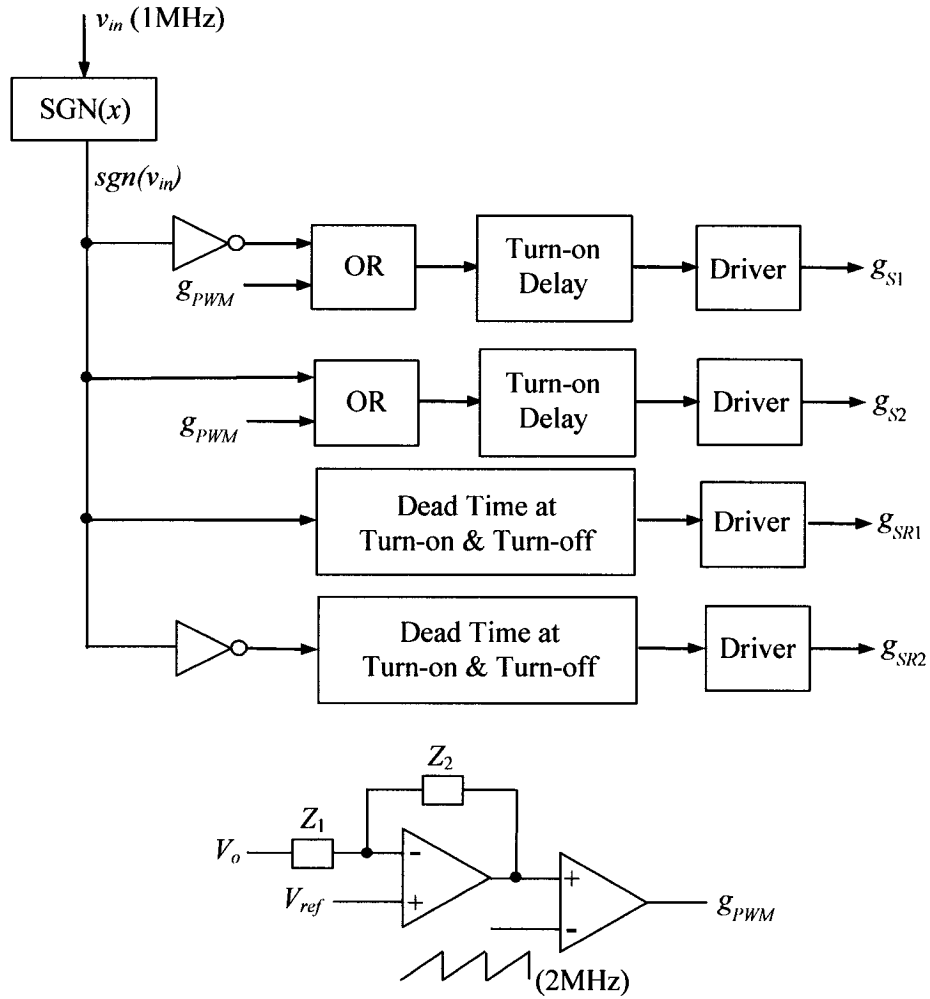 v_in (1MHz)
SGN(x)
sgn(v_in)
OR
Turn-on
Delay
Driver
g_S1
g_PWM
OR
Turn-on
Delay
Driver
g_S2
g_PWM
Dead Time at
Turn-on & Turn-off
Driver
g_SR1
Dead Time at
Turn-on & Turn-off
Driver
g_SR2
Z_2
Z_1
V_o
-
V_ref
+
+
-
g_PWM
(2MHz)